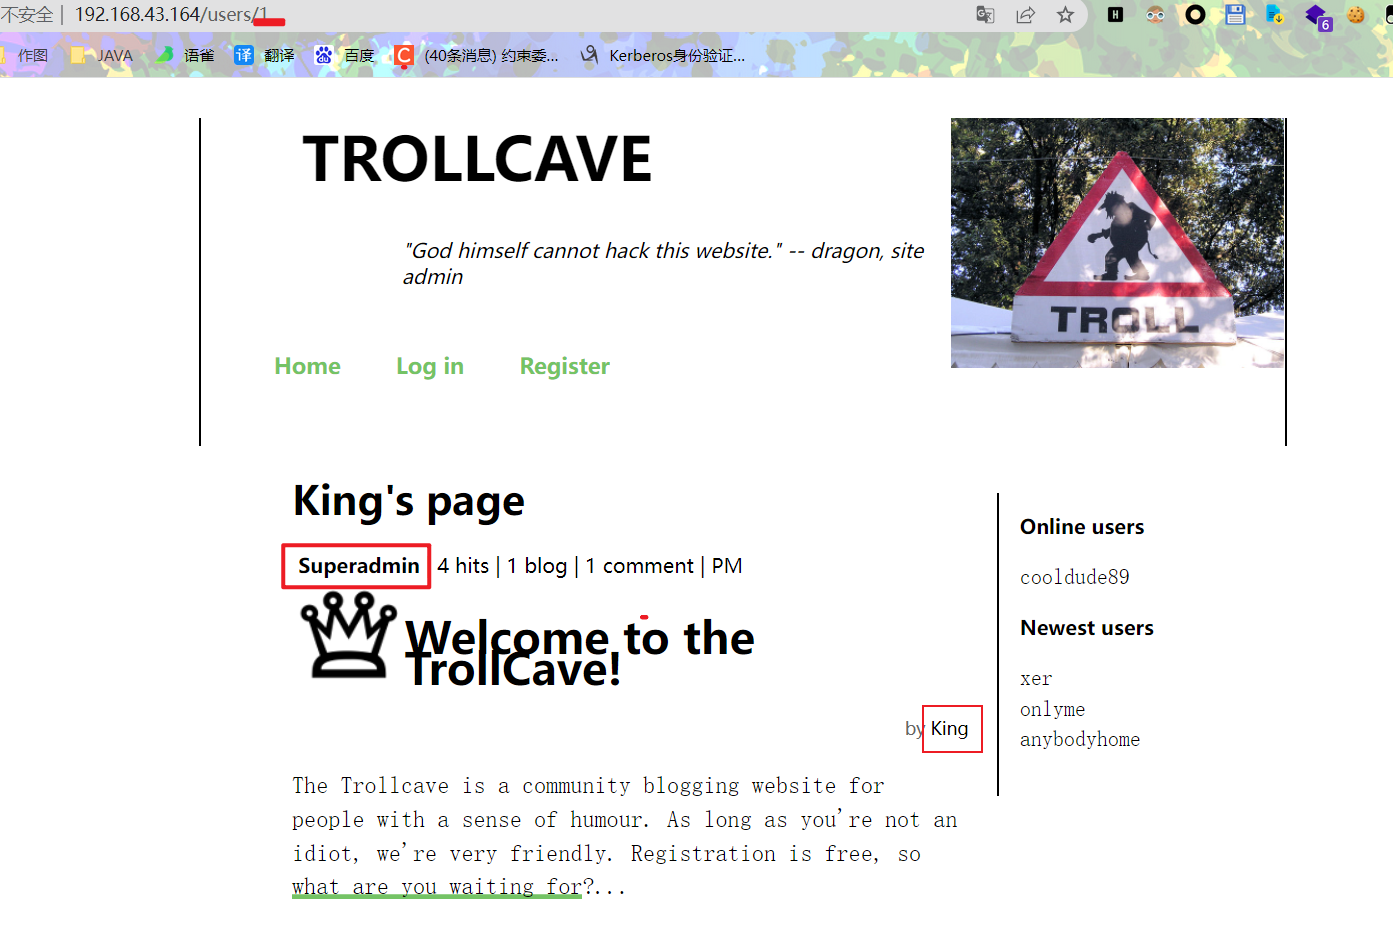 不安全 | 192.168.43.164/users/1
6
作图 JAVA 语雀 译 翻译 百度 C (40条消息) 约束委... Kerberos身份验证...
TROLLCAVE
"God himself cannot hack this website." -- dragon, site
admin
TROLL
Home Log in Register
King's page
Superadmin 4 hits | 1 blog | 1 comment | PM
Welcome to the
TrollCave!
by King
The Trollcave is a community blogging website for
people with a sense of humour. As long as you're not an
idiot, we're very friendly. Registration is free, so
what are you waiting for?...
Online users
cooldude89
Newest users
xer
onlyme
anybodyhome